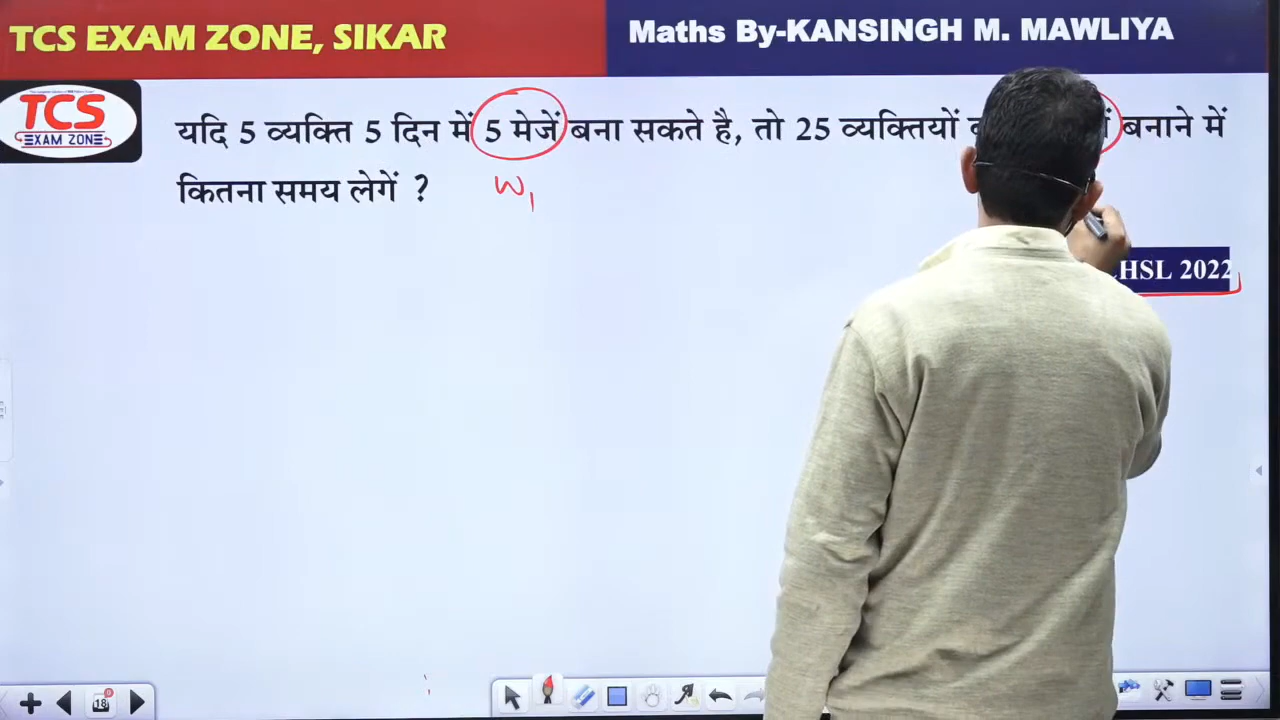 TCS EXAM ZONE, SIKAR
Maths By-KANSINGH M. MAWLIYA
TCS
EXAM ZONE
यदि 5 व्यक्ति 5 दिन में 5 मेजें बना सकते है, तो 25 व्यक्तियों बनाने में
कितना समय लेगें ?
W1
HSL 2022
18